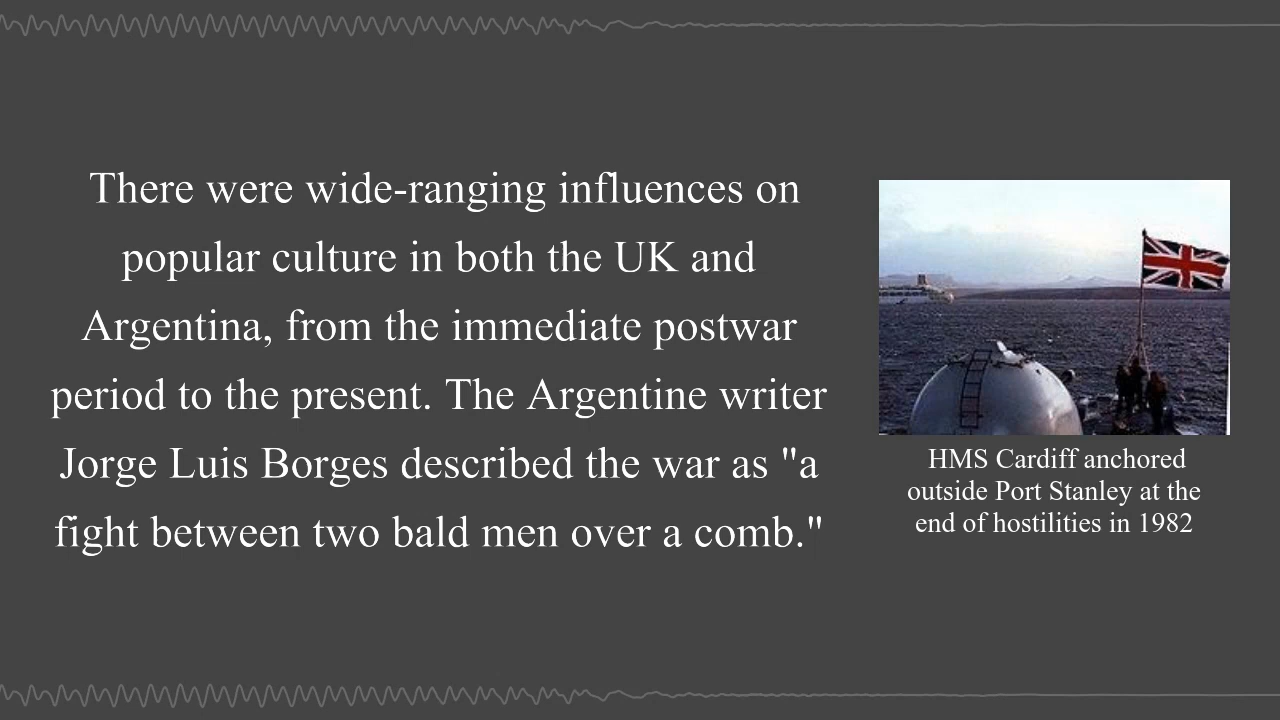 There were wide-ranging influences on
popular culture in both the UK and
Argentina, from the immediate postwar
period to the present. The Argentine writer
Jorge Luis Borges described the war as "a
fight between two bald men over a comb."
HMS Cardiff anchored
outside Port Stanley at the
end of hostilities in 1982